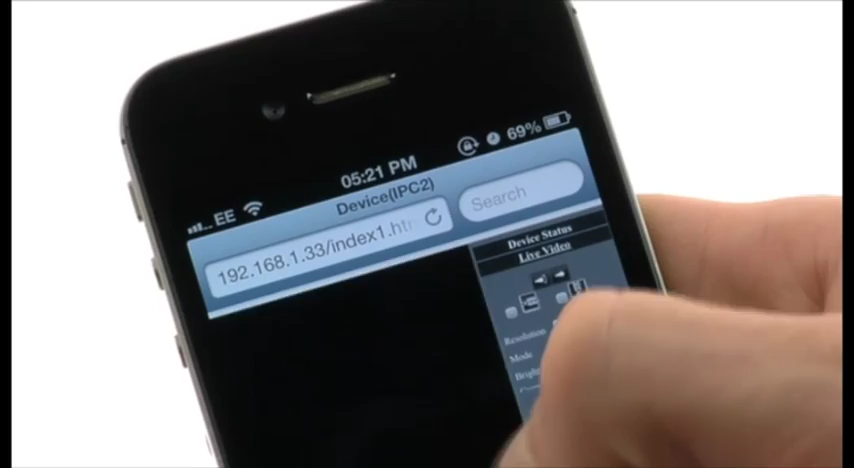 EE 05:21 PM 69%
Device(IPC2)
192.168.1.33/index1.ht
Search
Device Status
Live Video
Resolution
Mode